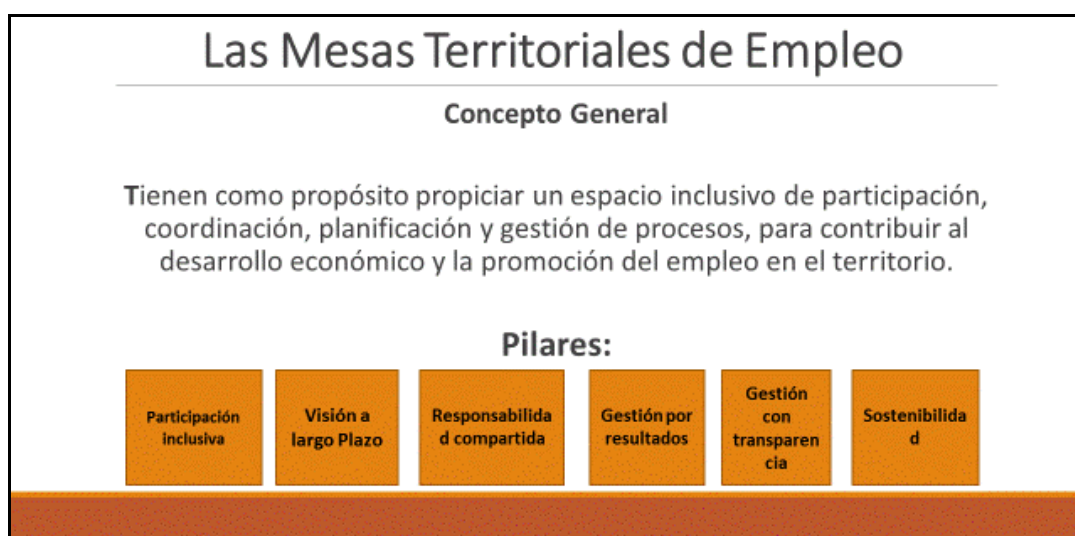 Las Mesas Territoriales de Empleo
Concepto General
Tienen como propósito propiciar un espacio inclusivo de participación,
coordinación, planificación y gestión de procesos, para contribuir al
desarrollo económico y la promoción del empleo en el territorio.
Pilares:
Participación
inclusiva
Visión a
largo Plazo
Responsabilida
d compartida
Gestión por
resultados
Gestión
con
transparen
cia
Sostenibilida
d